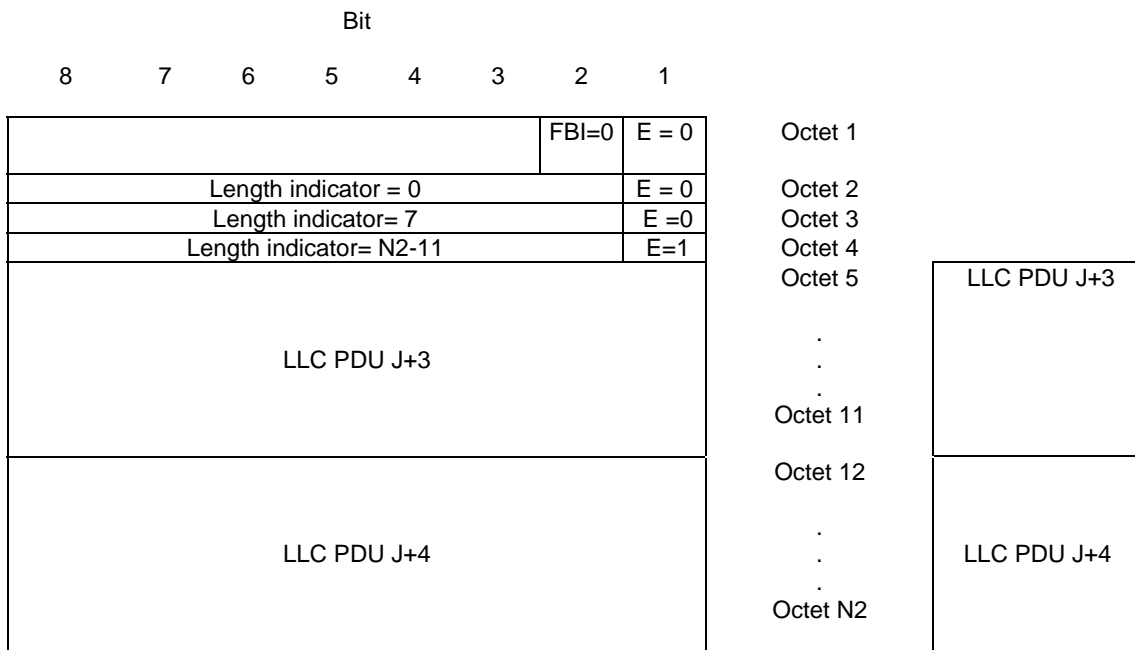 Bit
8 7 6 5 4 3 2 1
FBI=0 E = 0 Octet 1
Length indicator = 0 E = 0 Octet 2
Length indicator= 7 E =0 Octet 3
Length indicator= N2-11 E=1 Octet 4
Octet 5 LLC PDU J+3
.
LLC PDU J+3 .
.
Octet 11
Octet 12
.
LLC PDU J+4 . LLC PDU J+4
.
Octet N2